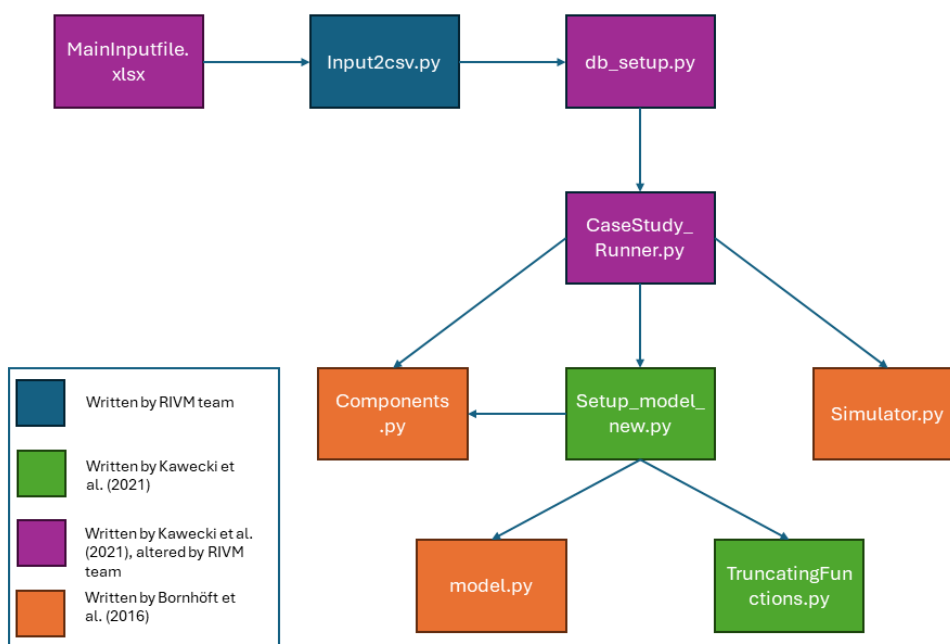 MainInputfile.
xlsx
Input2csv.py
db_setup.py
CaseStudy_
Runner.py
Components
.py
Setup_model_
new.py
Simulator.py
model.py
TruncatingFun
ctions.py
Written by RIVM team
Written by Kawecki et
al. (2021)
Written by Kawecki et al.
(2021), altered by RIVM
team
Written by Bornhöft et
al. (2016)